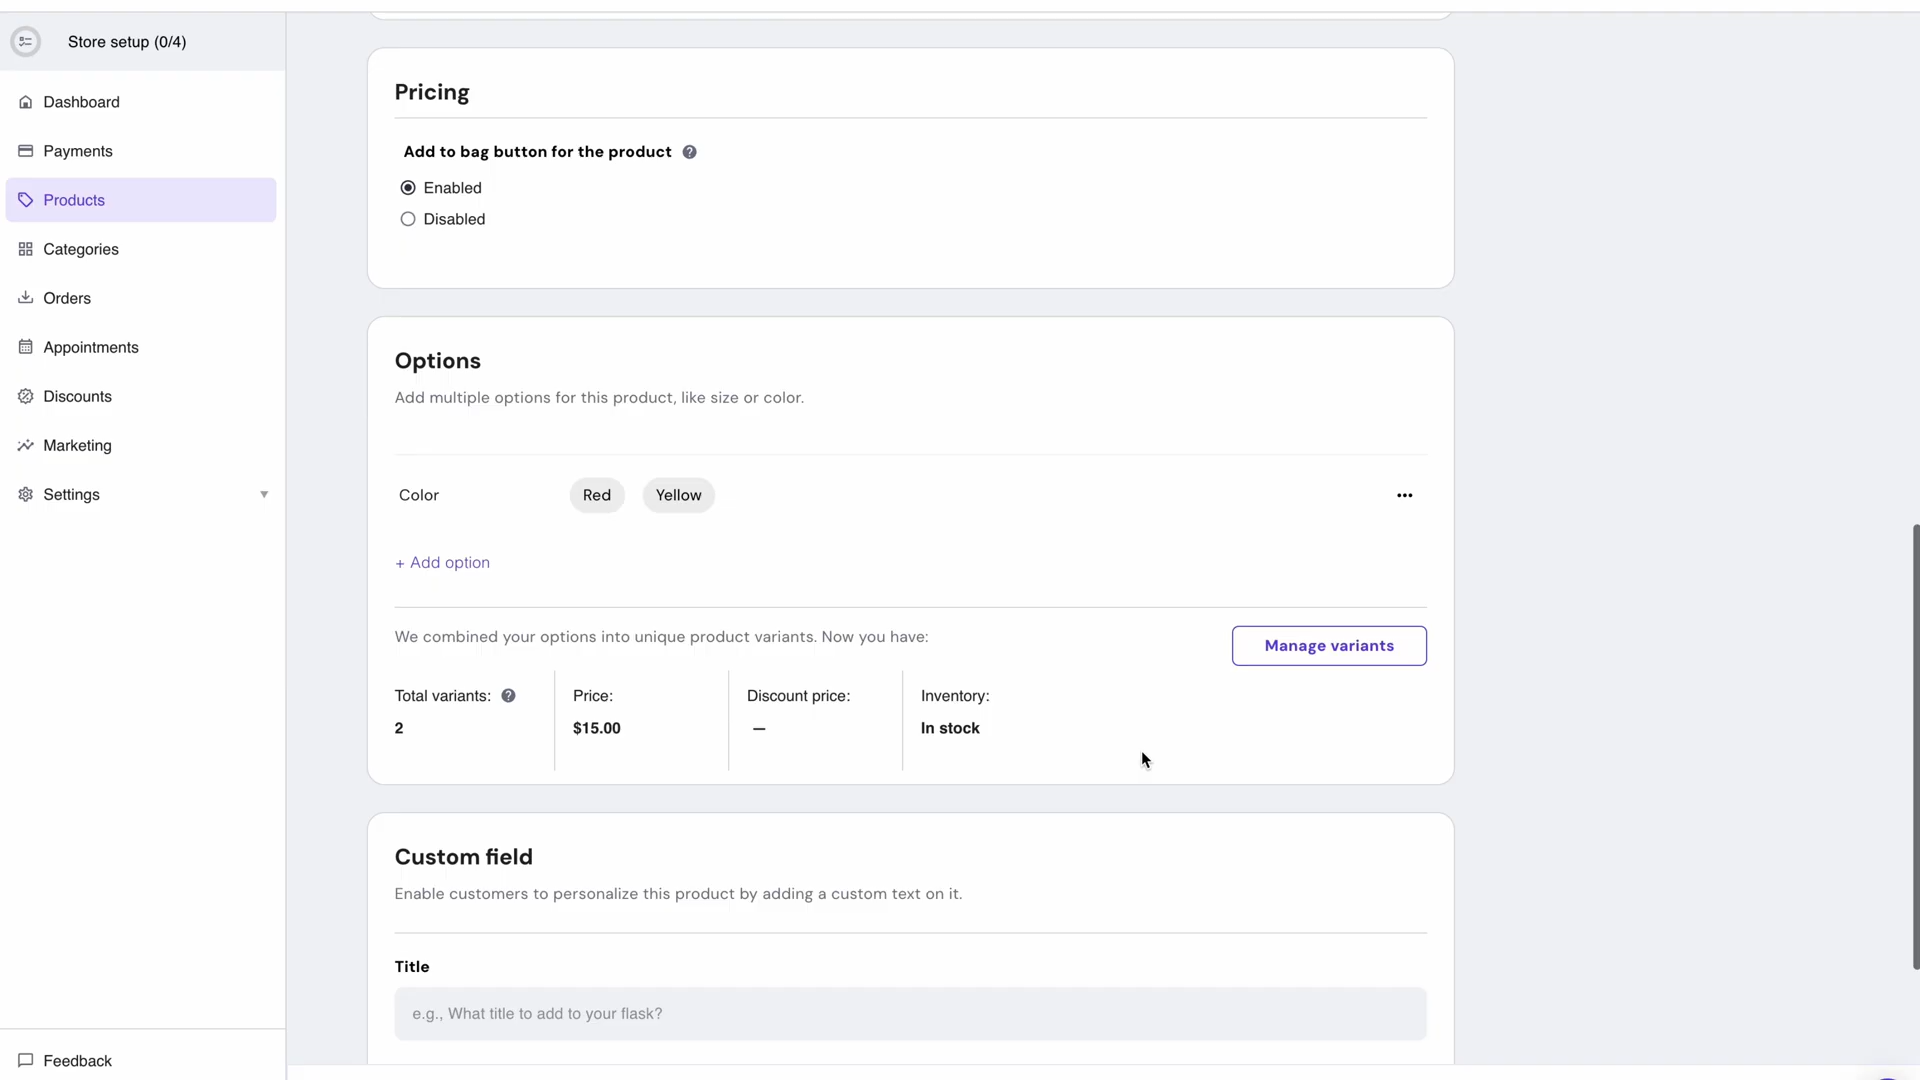 Store setup (0/4)
Dashboard
Payments
Products
Categories
Orders
Appointments
Discounts
Marketing
Settings
Feedback
Pricing
Add to bag button for the product
Enabled
Disabled
Options
Add multiple options for this product, like size or color.
Color Red Yellow
+ Add option
We combined your options into unique product variants. Now you have:
Manage variants
Total variants: Price: Discount price: Inventory:
2 $15.00 — In stock
Custom field
Enable customers to personalize this product by adding a custom text on it.
Title
e.g., What title to add to your flask?